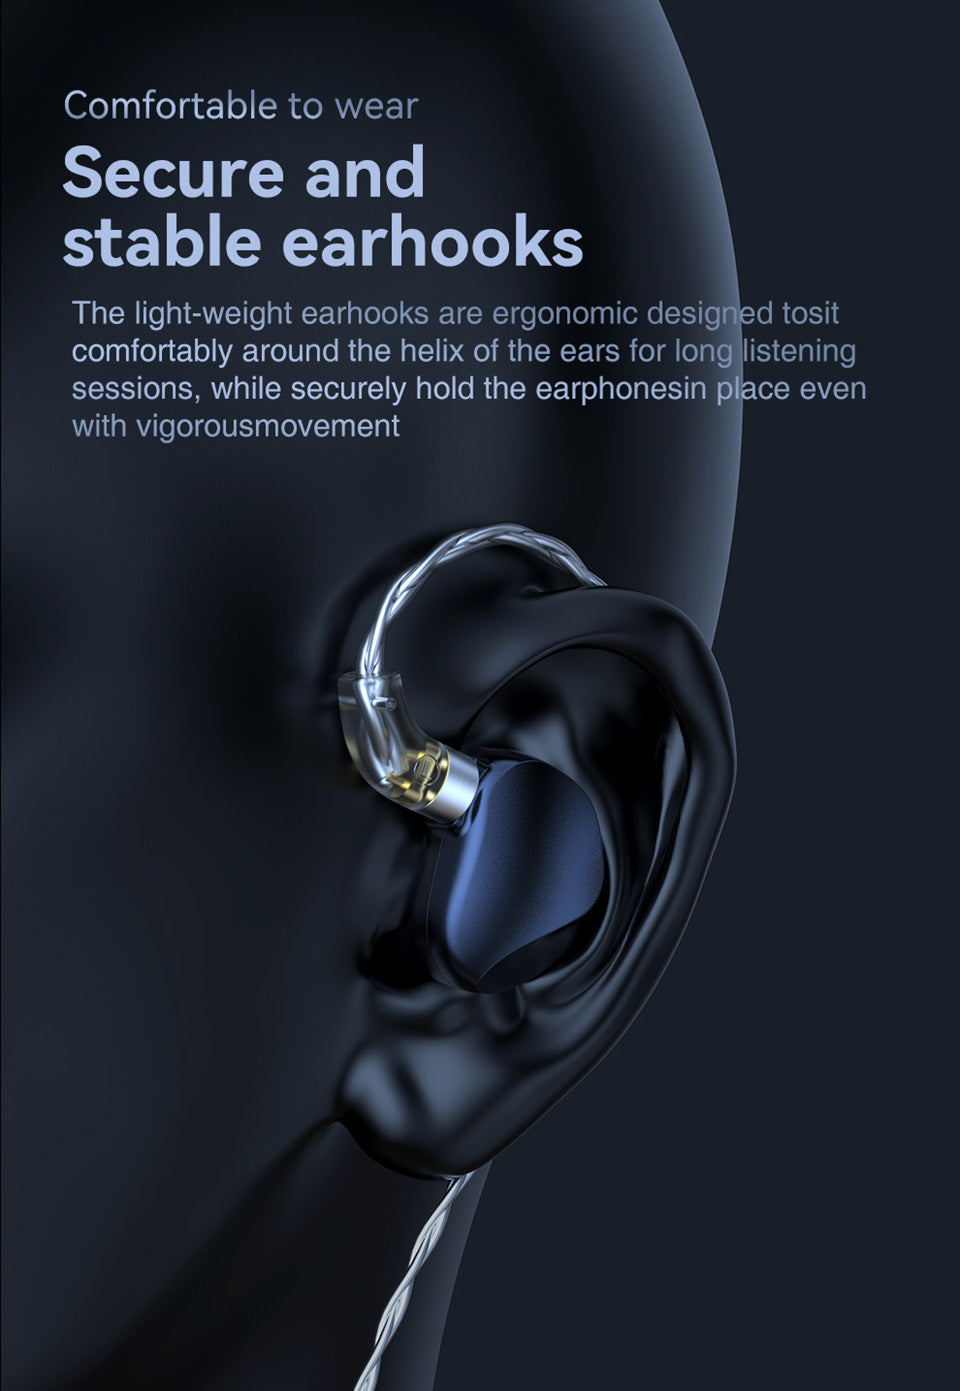 Comfortable to wear
Secure and
stable earhooks
The light-weight earhooks are ergonomic designed tosit
comfortably around the helix of the ears for long listening
sessions, while securely hold the earphonesin place even
with vigorousmovement